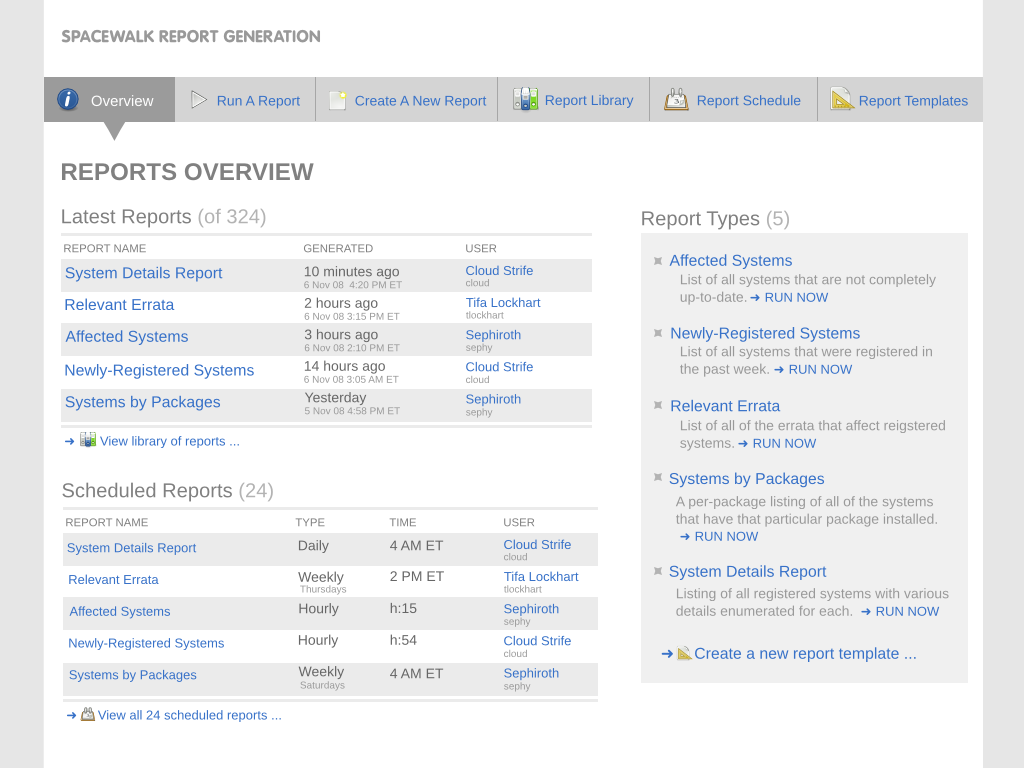 SPACEWALK REPORT GENERATION
Overview
Run A Report
Create A New Report
Report Library
Report Schedule
Report Templates
REPORTS OVERVIEW
Latest Reports (of 324)
REPORT NAME GENERATED USER
System Details Report 10 minutes ago Cloud Strife
6 Nov 08 4:20 PM ET cloud
Relevant Errata 2 hours ago Tifa Lockhart
6 Nov 08 3:15 PM ET tlockhart
Affected Systems 3 hours ago Sephiroth
6 Nov 08 2:10 PM ET sephy
Newly-Registered Systems 14 hours ago Cloud Strife
6 Nov 08 3:05 AM ET cloud
Systems by Packages Yesterday Sephiroth
5 Nov 08 4:58 PM ET sephy
➜ View library of reports ...
Scheduled Reports (24)
REPORT NAME TYPE TIME USER
System Details Report Daily 4 AM ET Cloud Strife
cloud
Relevant Errata Weekly 2 PM ET Tifa Lockhart
Thursdays tlockhart
Affected Systems Hourly h:15 Sephiroth
sephy
Newly-Registered Systems Hourly h:54 Cloud Strife
cloud
Systems by Packages Weekly 4 AM ET Sephiroth
Saturdays sephy
➜ View all 24 scheduled reports ...
Report Types (5)
Affected Systems
List of all systems that are not completely
up-to-date. ➜ RUN NOW
Newly-Registered Systems
List of all systems that were registered in
the past week. ➜ RUN NOW
Relevant Errata
List of all of the errata that affect reigstered
systems. ➜ RUN NOW
Systems by Packages
A per-package listing of all of the systems
that have that particular package installed.
➜ RUN NOW
System Details Report
Listing of all registered systems with various
details enumerated for each. ➜ RUN NOW
➜ Create a new report template ...